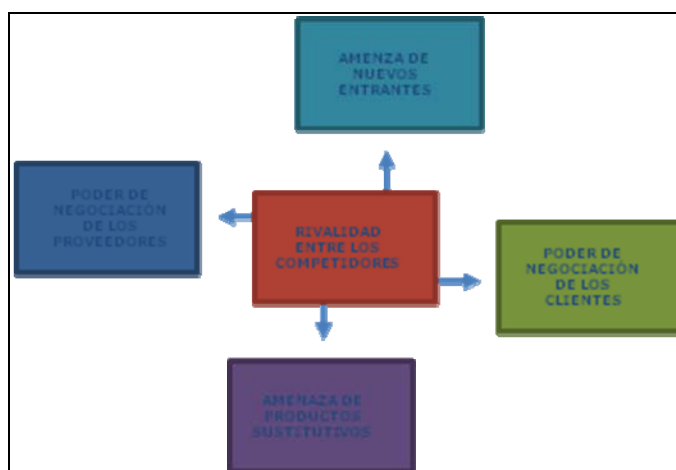 AMENZA DE
NUEVOS
ENTRANTES
PODER DE
NEGOCIACIÓN
DE LOS
PROVEEDORES
RIVALIDAD
ENTRE LOS
COMPETIDORES
PODER DE
NEGOCIACIÓN
DE LOS
CLIENTES
AMENAZA DE
PRODUCTOS
SUSTITUTIVOS